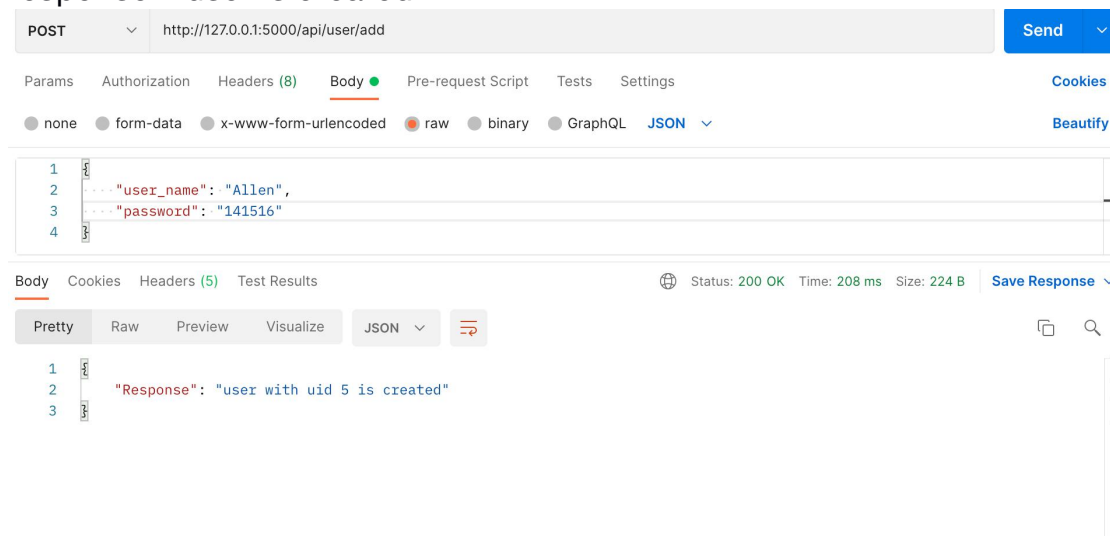 POST http://127.0.0.1:5000/api/user/add Send
Params Authorization Headers (8) Body Pre-request Script Tests Settings Cookies
none form-data x-www-form-urlencoded raw binary GraphQL JSON Beautify
1 {
2 "user_name": "Allen",
3 "password": "141516"
4 }
Body Cookies Headers (5) Test Results Status: 200 OK Time: 208 ms Size: 224 B Save Response
Pretty Raw Preview Visualize JSON
1 {
2 "Response": "user with uid 5 is created"
3 }